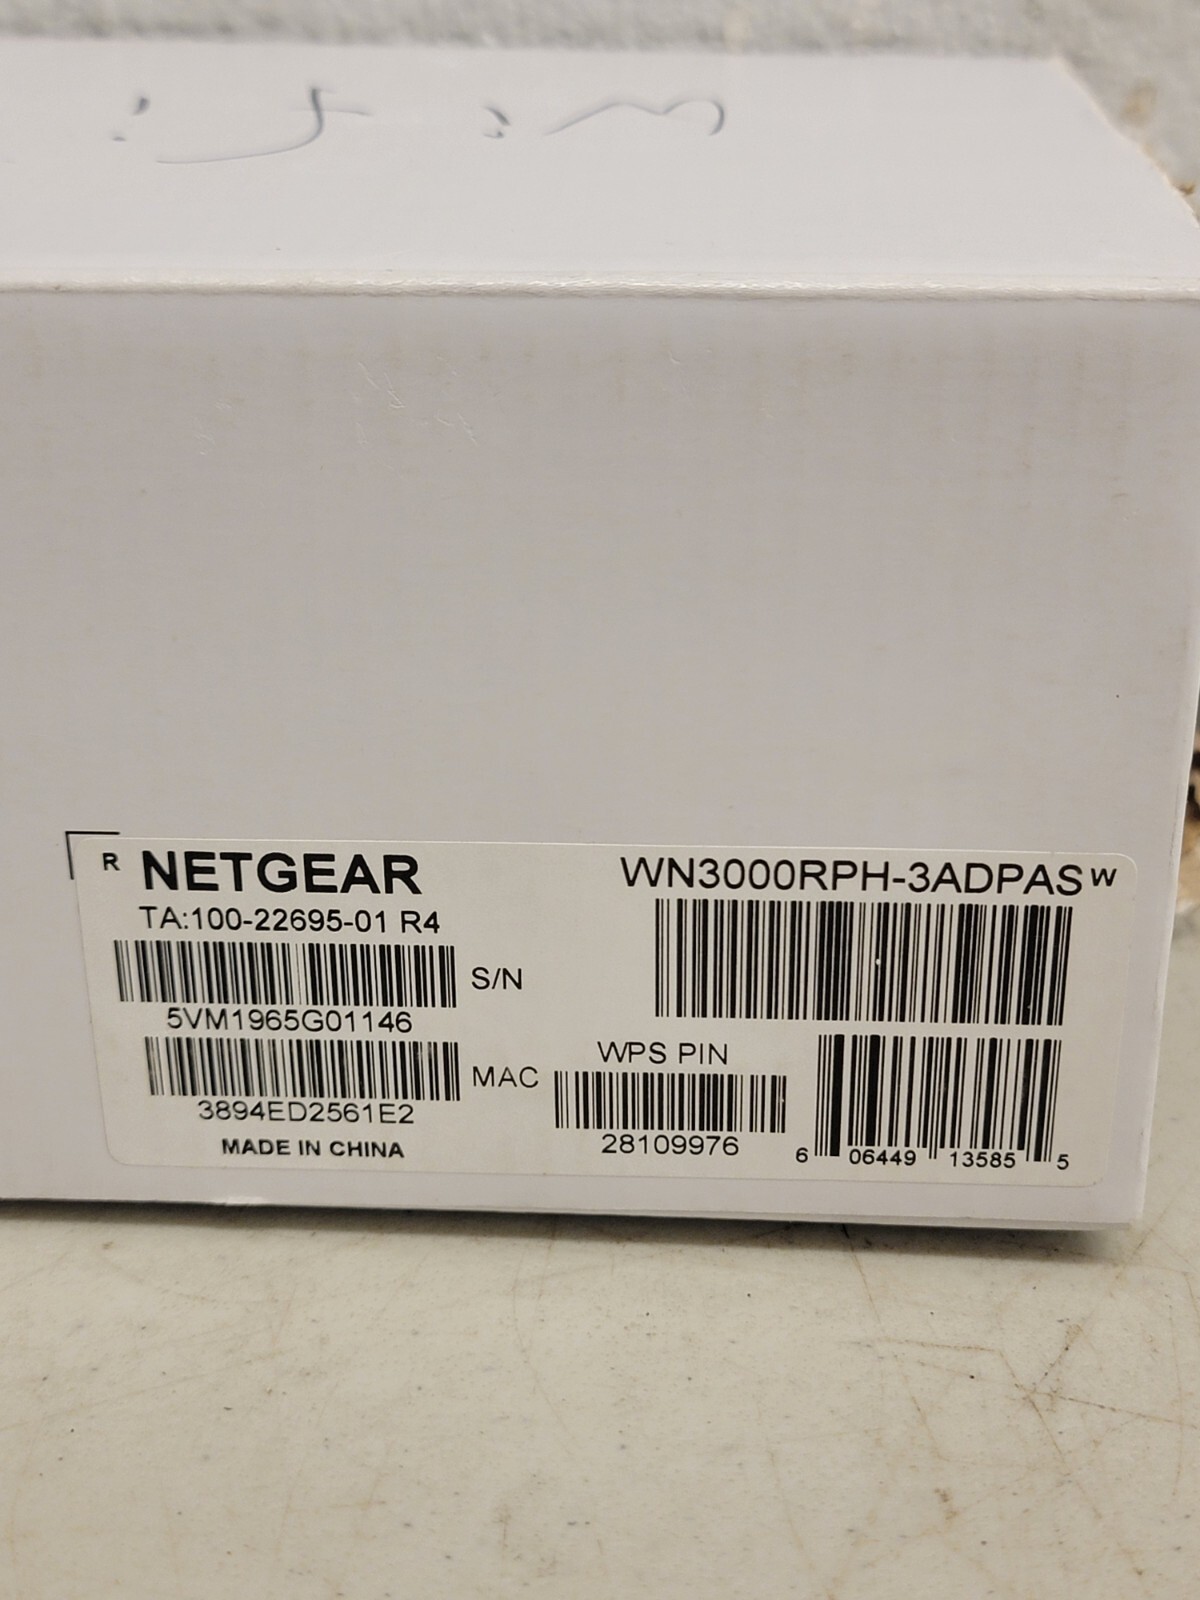 R NETGEAR
TA:100-22695-01 R4
S/N
5VM1965G01146
MAC
3894ED2561E2
MADE IN CHINA
WN3000RPH-3ADPAS W
WPS PIN
28109976
6 06449 13585 5